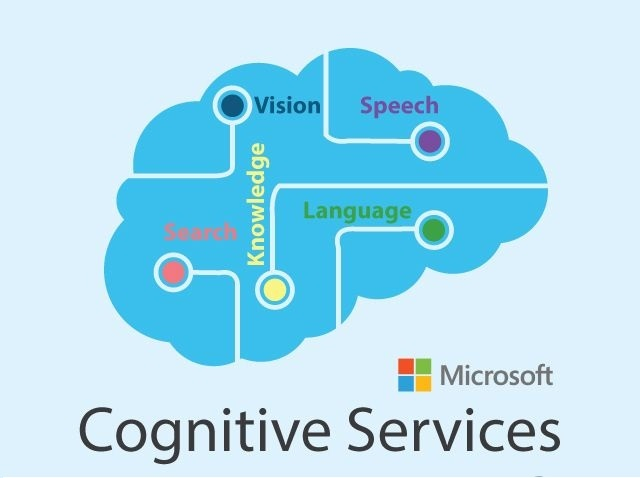 Vision
Speech
Knowledge
Language
Search
Microsoft
Cognitive Services